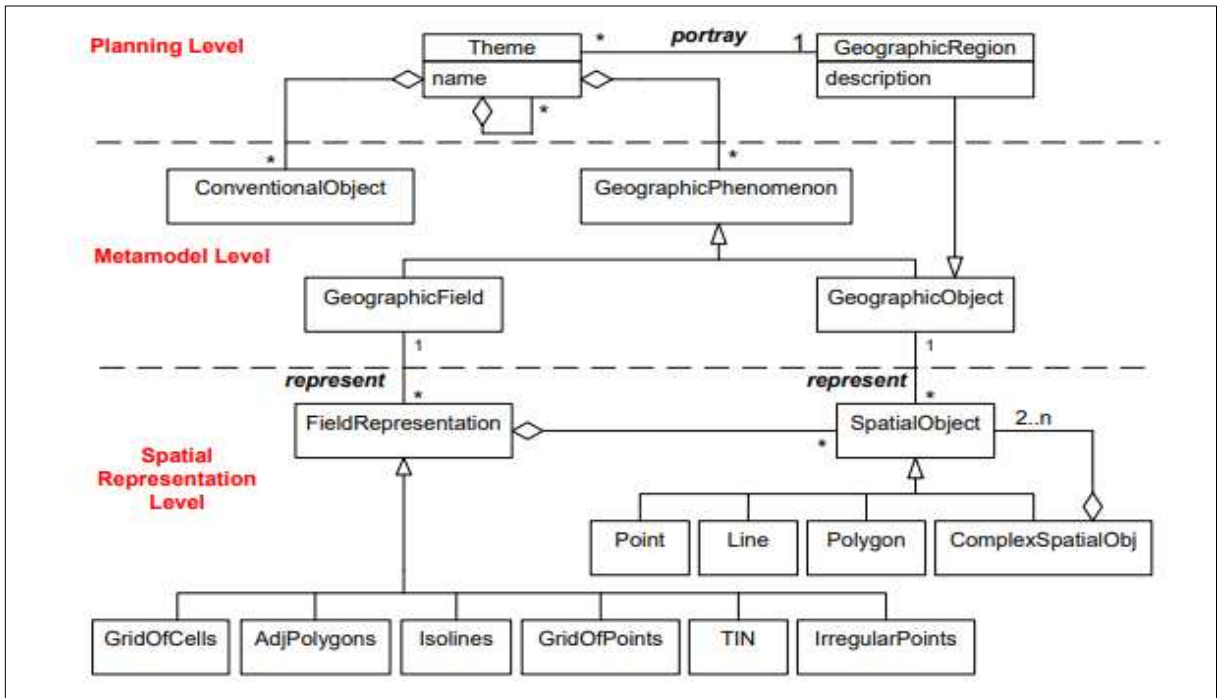 Planning Level
Theme
*
portray
1
GeographicRegion
name
description
*
*
*
ConventionalObject
GeographicPhenomenon
Metamodel Level
GeographicField
GeographicObject
1
1
represent
represent
*
*
FieldRepresentation
SpatialObject
2..n
*
Spatial
Representation
Level
Point
Line
Polygon
ComplexSpatialObj
GridOfCells
AdjPolygons
Isolines
GridOfPoints
TIN
IrregularPoints